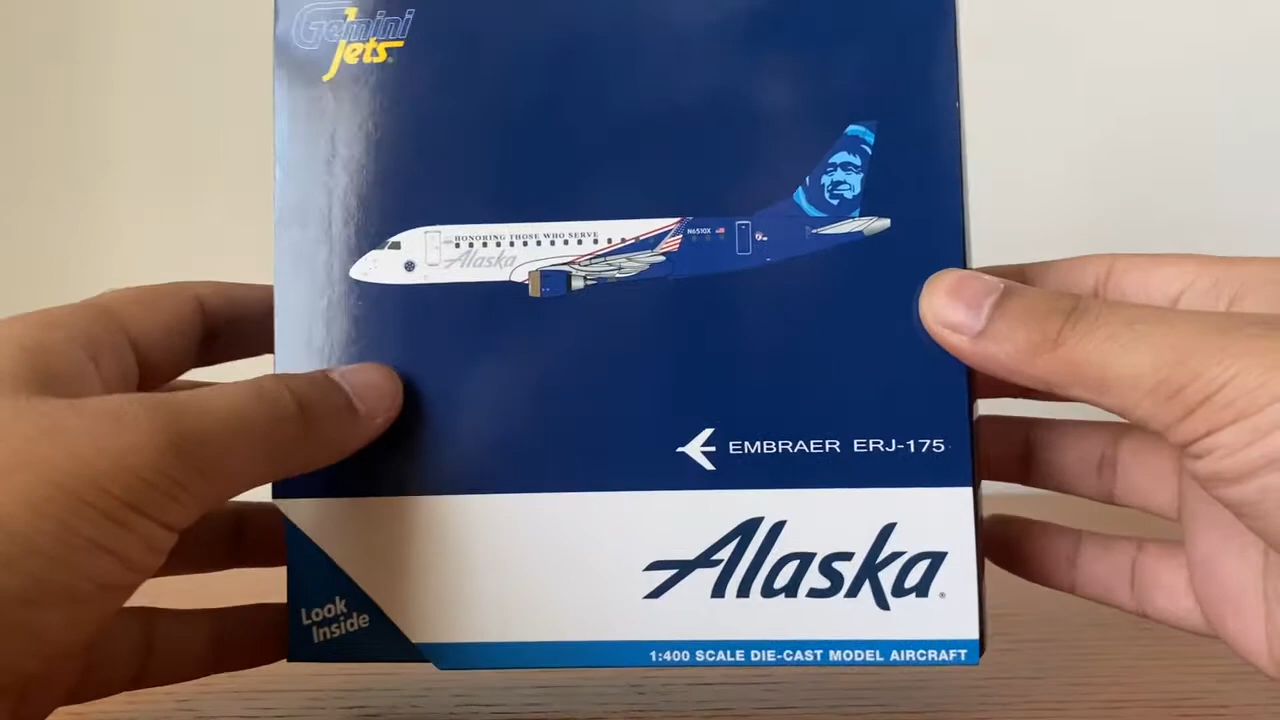 Gemini
Jets
HONORING THOSE WHO SERVE
Alaska
N651QX
EMBRAER ERJ-175
Alaska
Look
Inside
1:400 SCALE DIE-CAST MODEL AIRCRAFT